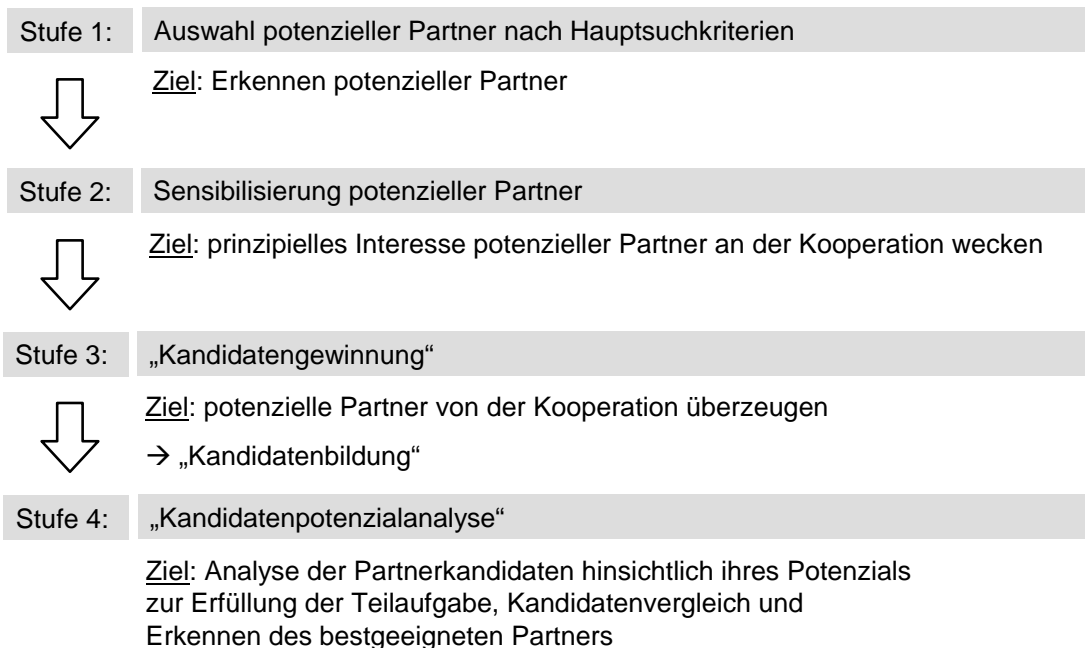 Stufe 1: Auswahl potenzieller Partner nach Hauptsuchkriterien
Ziel: Erkennen potenzieller Partner
Stufe 2: Sensibilisierung potenzieller Partner
Ziel: prinzipielles Interesse potenzieller Partner an der Kooperation wecken
Stufe 3: „Kandidatengewinnung“
Ziel: potenzielle Partner von der Kooperation überzeugen
→ „Kandidatenbildung“
Stufe 4: „Kandidatenpotenzialanalyse“
Ziel: Analyse der Partnerkandidaten hinsichtlich ihres Potenzials
zur Erfüllung der Teilaufgabe, Kandidatenvergleich und
Erkennen des bestgeeigneten Partners